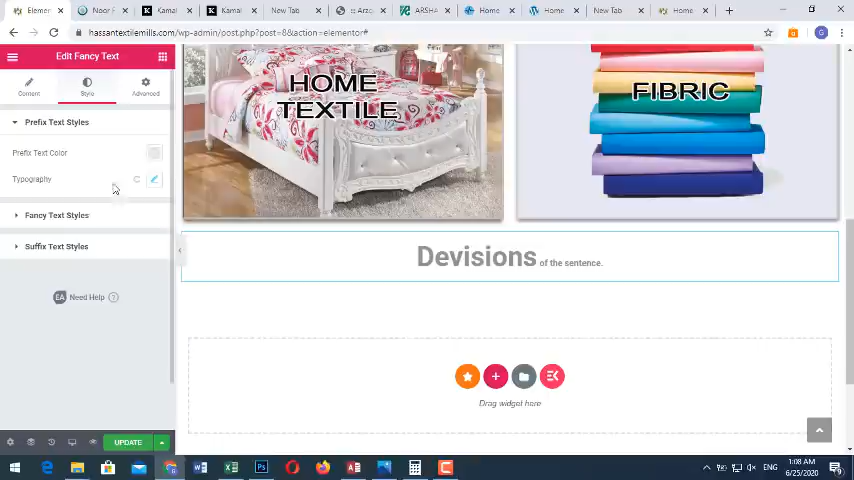 Elemen
Noor F
Kamal
Kamal
New Tab
:: Arzo
ARSHA
Home
Home
New Tab
Home
hassantextilemills.com/wp-admin/post.php?post=8&action=elementor#
Edit Fancy Text
Content
Style
Advanced
Prefix Text Styles
Prefix Text Color
Typography
Fancy Text Styles
Suffix Text Styles
EA Need Help ?
UPDATE
HOME
TEXTILE
FIBRIC
Devisions of the sentence.
Drag widget here
ENG
1:08 AM
6/25/2020